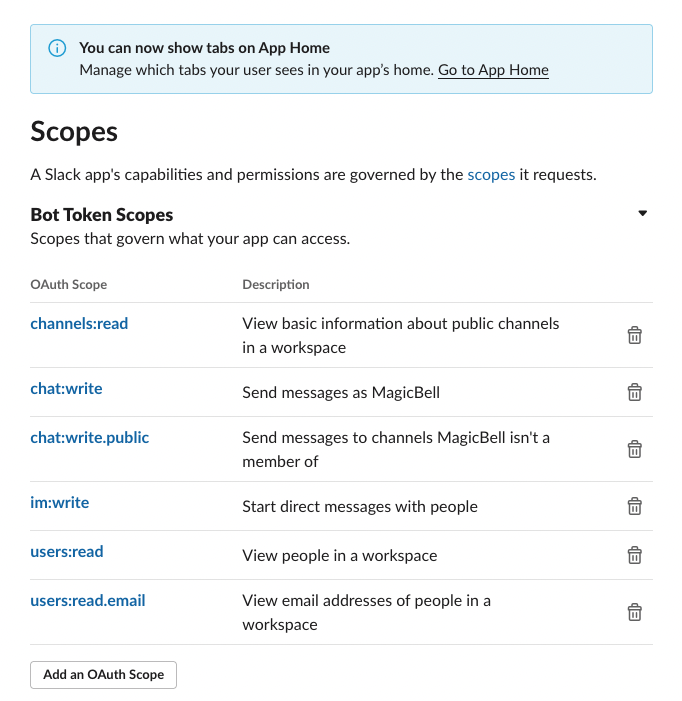 You can now show tabs on App Home
Manage which tabs your user sees in your app's home. Go to App Home
Scopes
A Slack app's capabilities and permissions are governed by the scopes it requests.
Bot Token Scopes
Scopes that govern what your app can access.
OAuth Scope Description
channels:read View basic information about public channels
in a workspace
chat:write Send messages as MagicBell
chat:write.public Send messages to channels MagicBell isn't a
member of
im:write Start direct messages with people
users:read View people in a workspace
users:read.email View email addresses of people in a
workspace
Add an OAuth Scope